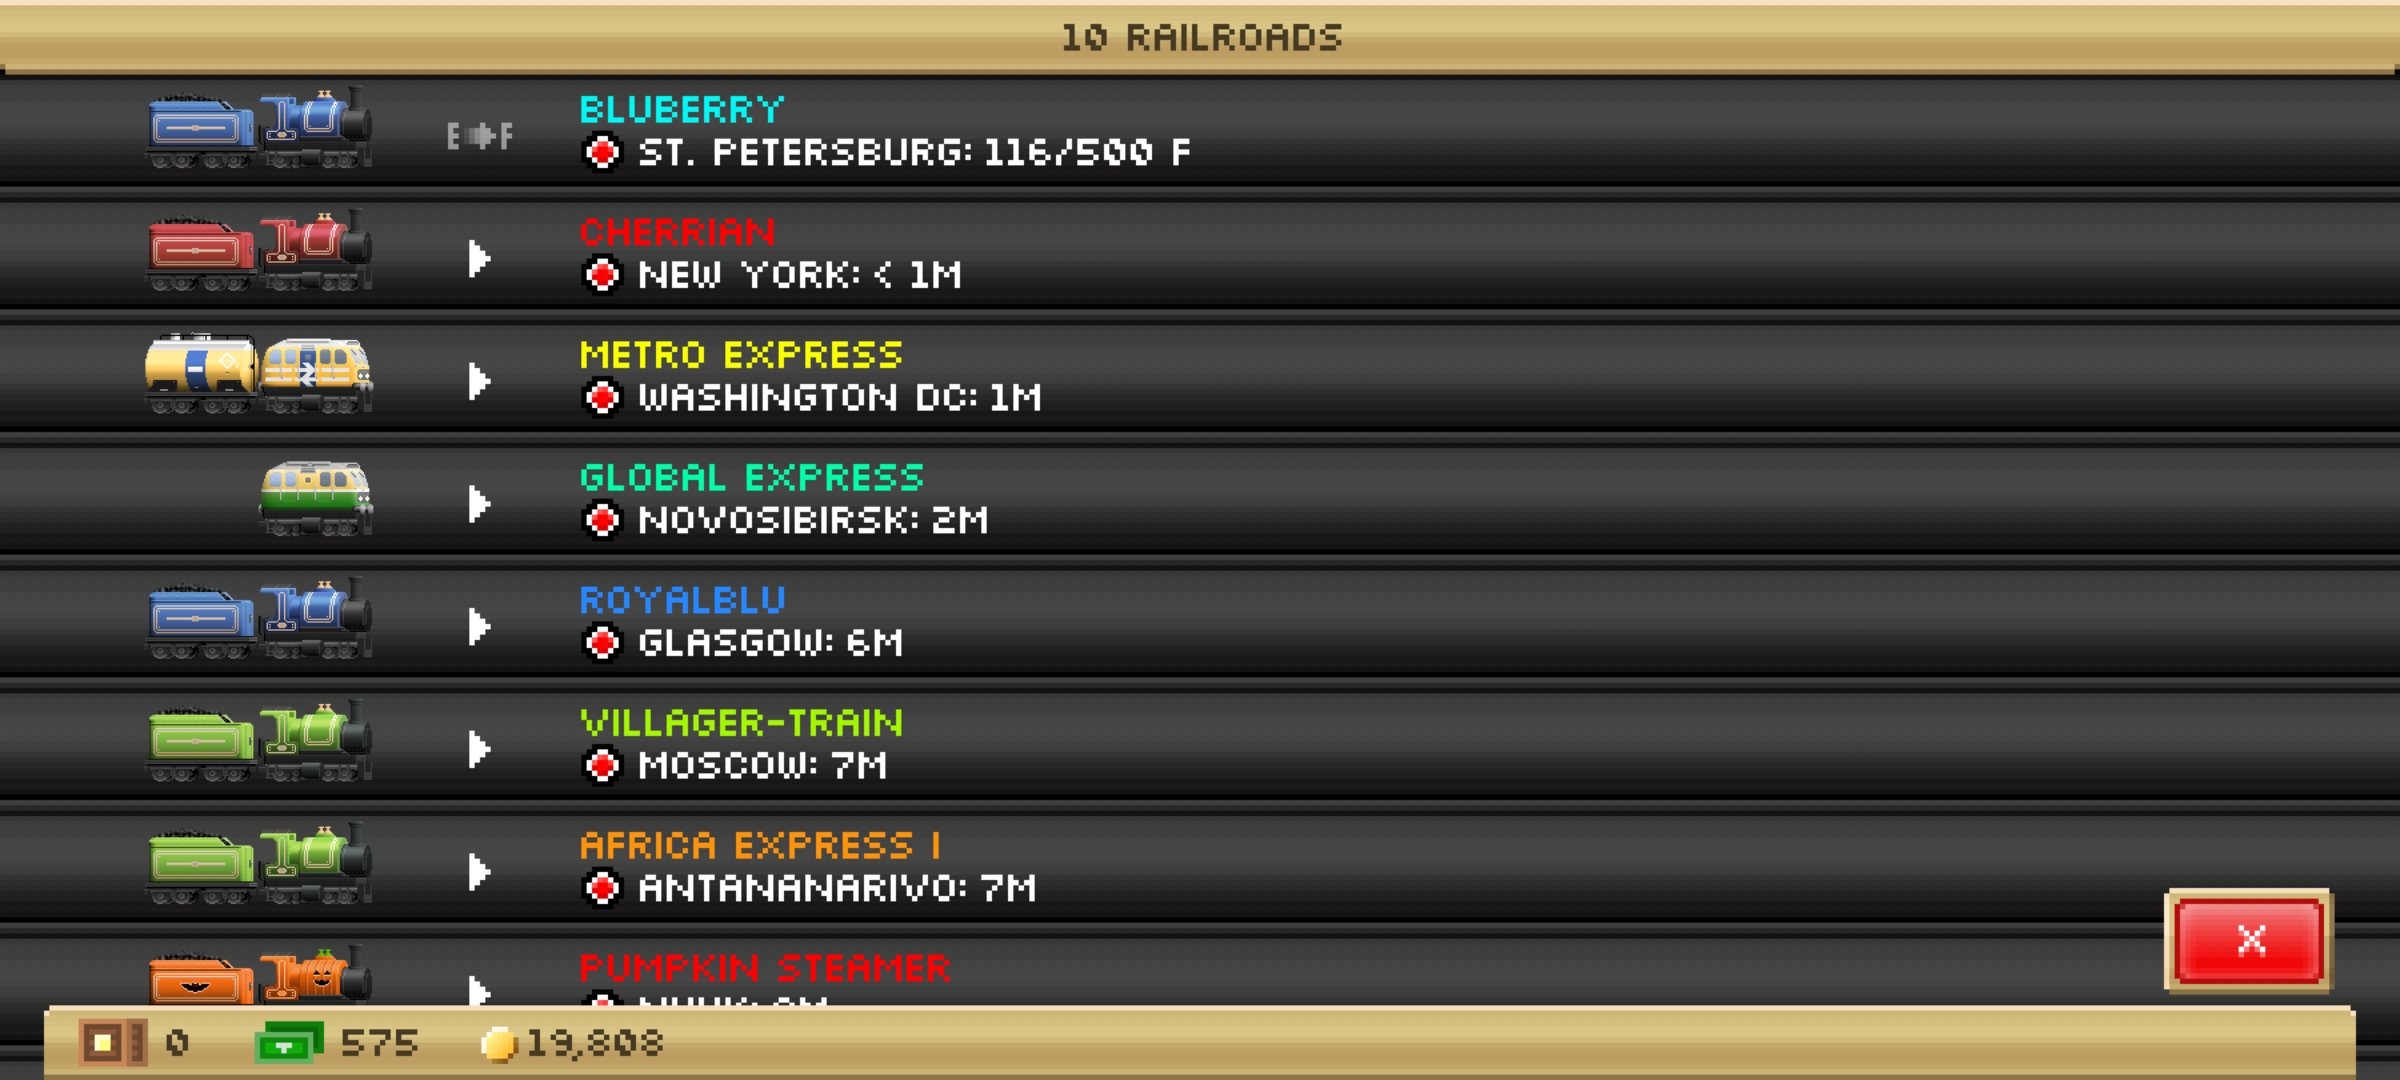 10 RAILROADS
BLUBERRY
E F
ST. PETERSBURG: 116/500 F
CHERRIAN
NEW YORK: < 1M
METRO EXPRESS
WASHINGTON DC: 1M
GLOBAL EXPRESS
NOVOSIBIRSK: 2M
ROYALBLU
GLASGOW: 6M
VILLAGER-TRAIN
MOSCOW: 7M
AFRICA EXPRESS I
ANTANANARIVO: 7M
PUMPKIN STEAMER
X
0 575 19,808